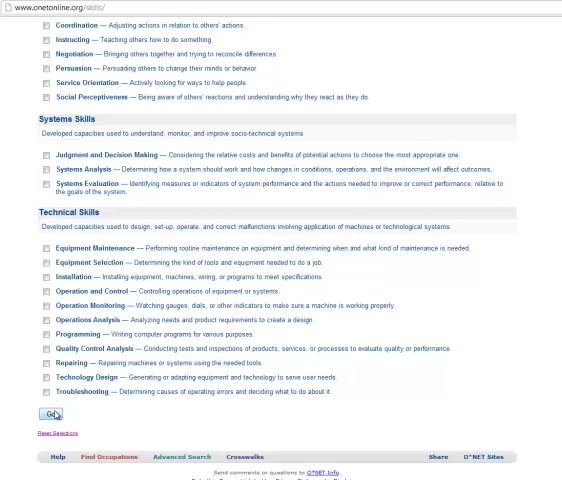 www.onetonline.org/skills/
Coordination — Adjusting actions in relation to others' actions.
Instructing — Teaching others how to do something.
Negotiation — Bringing others together and trying to reconcile differences.
Persuasion — Persuading others to change their minds or behavior.
Service Orientation — Actively looking for ways to help people.
Social Perceptiveness — Being aware of others' reactions and understanding why they react as they do.
Systems Skills
Developed capacities used to understand, monitor, and improve socio-technical systems
Judgment and Decision Making — Considering the relative costs and benefits of potential actions to choose the most appropriate one.
Systems Analysis — Determining how a system should work and how changes in conditions, operations, and the environment will affect outcomes.
Systems Evaluation — Identifying measures or indicators of system performance and the actions needed to improve or correct performance, relative to
the goals of the system.
Technical Skills
Developed capacities used to design, set-up, operate, and correct malfunctions involving application of machines or technological systems
Equipment Maintenance — Performing routine maintenance on equipment and determining when and what kind of maintenance is needed.
Equipment Selection — Determining the kind of tools and equipment needed to do a job.
Installation — Installing equipment, machines, wiring, or programs to meet specifications.
Operation and Control — Controlling operations of equipment or systems.
Operation Monitoring — Watching gauges, dials, or other indicators to make sure a machine is working properly.
Operations Analysis — Analyzing needs and product requirements to create a design.
Programming — Writing computer programs for various purposes.
Quality Control Analysis — Conducting tests and inspections of products, services, or processes to evaluate quality or performance.
Repairing — Repairing machines or systems using the needed tools.
Technology Design — Generating or adapting equipment and technology to serve user needs.
Troubleshooting — Determining causes of operating errors and deciding what to do about it.
Go
Reset Selections
Help Find Occupations Advanced Search Crosswalks Share O*NET Sites
Send comments or questions to O*NET Info.